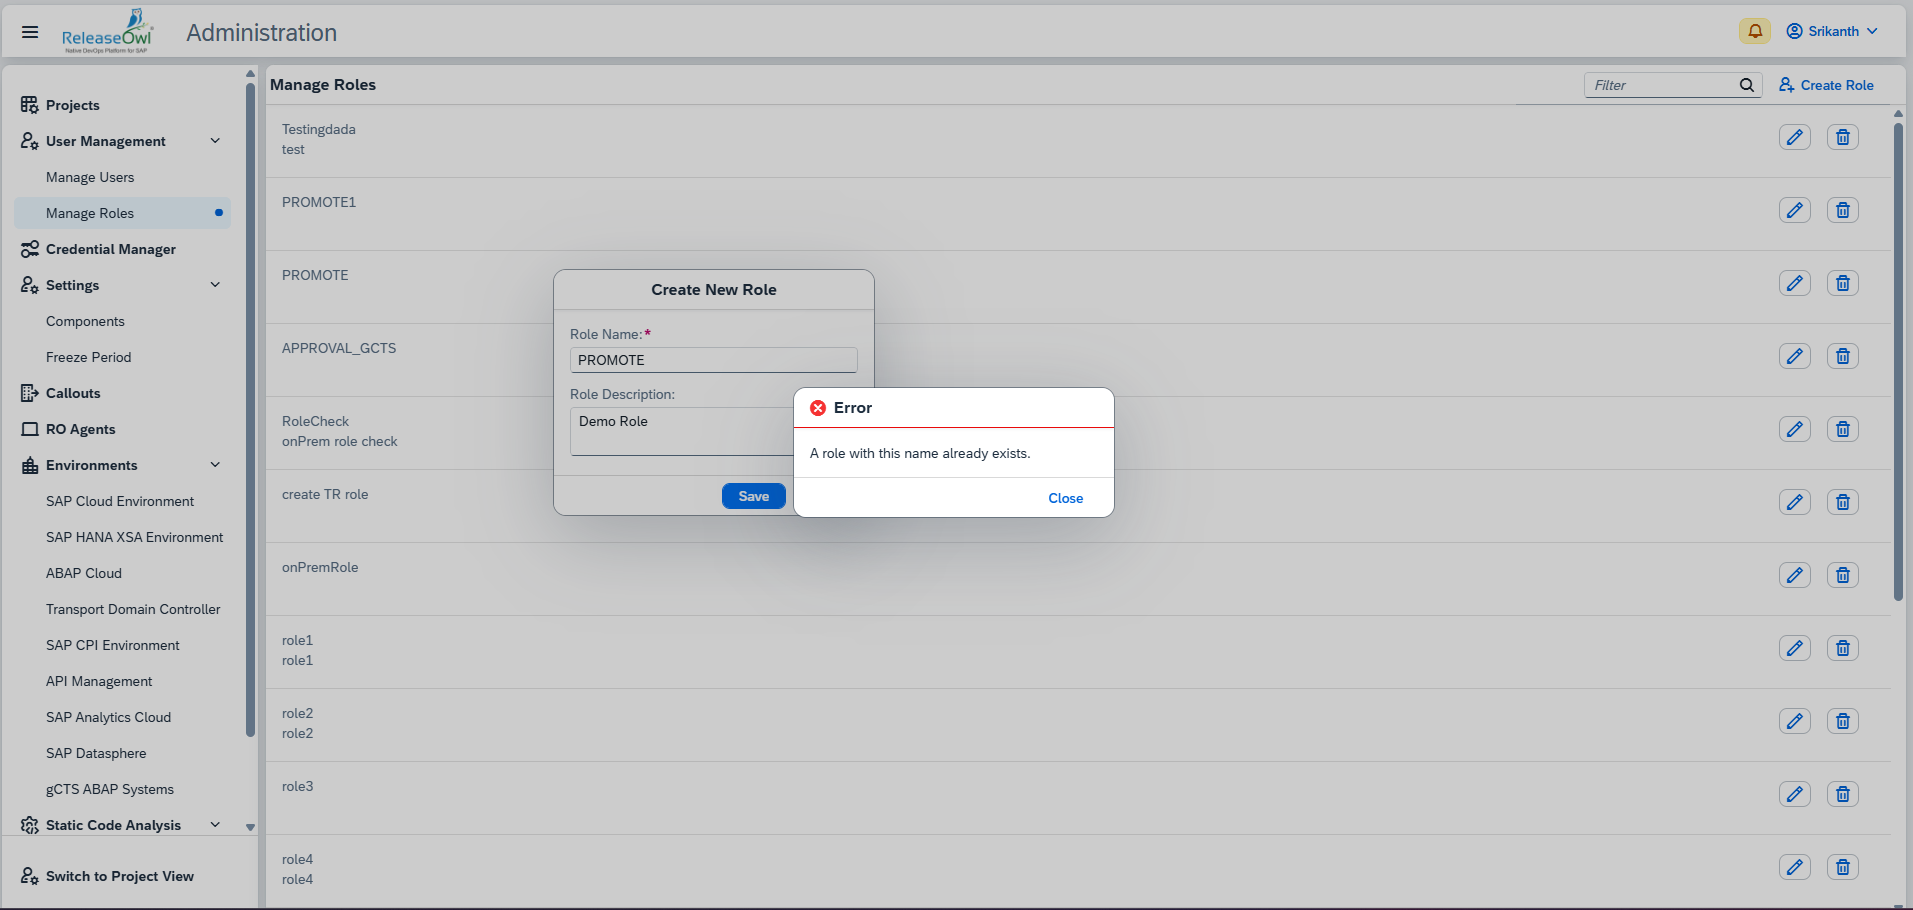 ReleaseOwl
Native DevOps Platform for SAP
Administration
Srikanth
Projects
User Management
Manage Users
Manage Roles
Credential Manager
Settings
Components
Freeze Period
Callouts
RO Agents
Environments
SAP Cloud Environment
SAP HANA XSA Environment
ABAP Cloud
Transport Domain Controller
SAP CPI Environment
API Management
SAP Analytics Cloud
SAP Datasphere
gCTS ABAP Systems
Static Code Analysis
Switch to Project View
Manage Roles
Filter
Create Role
Testingdada
test
PROMOTE1
PROMOTE
APPROVAL_GCTS
RoleCheck
onPrem role check
create TR role
onPremRole
role1
role1
role2
role2
role3
role4
role4
Create New Role
Role Name:*
PROMOTE
Role Description:
Demo Role
Save
Error
A role with this name already exists.
Close